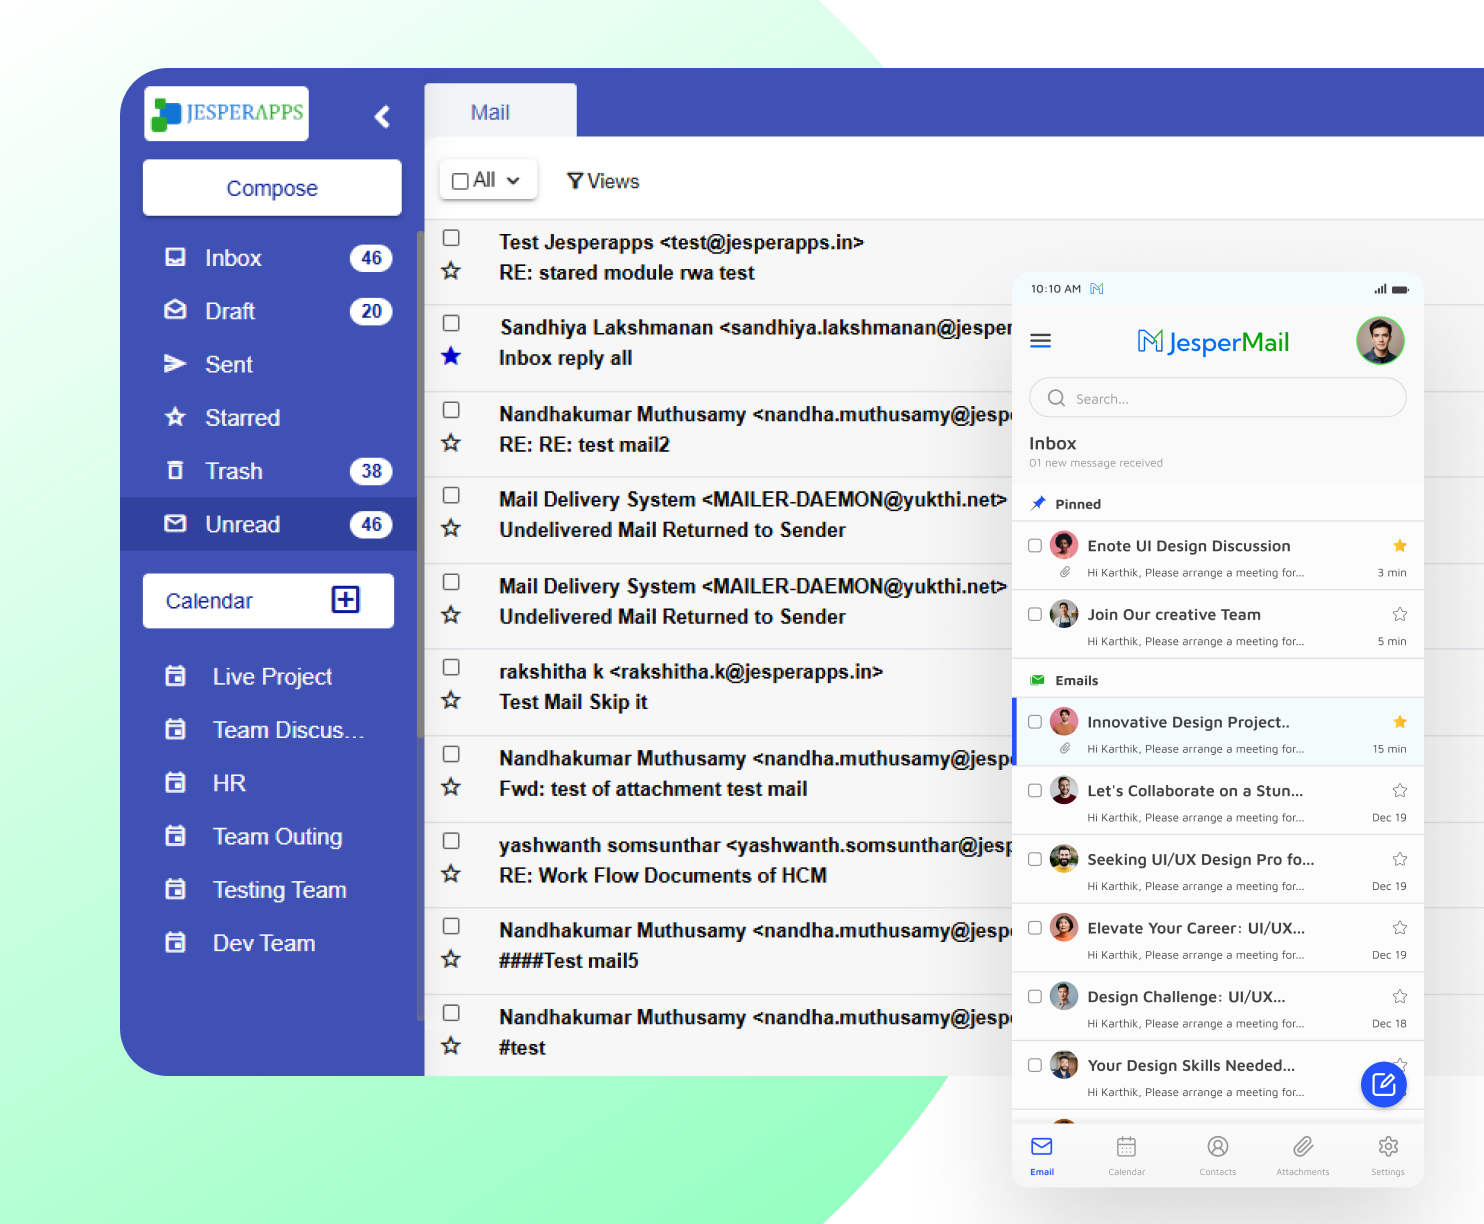 JESPERAPPS
Compose
Inbox 46
Draft 20
Sent
Starred
Trash 38
Unread 46
Calendar
Live Project
Team Discus...
HR
Team Outing
Testing Team
Dev Team
Mail
All
Views
Test Jesperapps <test@jesperapps.in>
RE: stared module rwa test
Sandhiya Lakshmanan <sandhiya.lakshmanan@jesper
Inbox reply all
Nandhakumar Muthusamy <nandha.muthusamy@jesp
RE: RE: test mail2
Mail Delivery System <MAILER-DAEMON@yukthi.net>
Undelivered Mail Returned to Sender
Mail Delivery System <MAILER-DAEMON@yukthi.net>
Undelivered Mail Returned to Sender
rakshitha k <rakshitha.k@jesperapps.in>
Test Mail Skip it
Nandhakumar Muthusamy <nandha.muthusamy@jesp
Fwd: test of attachment test mail
yashwanth somsunthar <yashwanth.somsunthar@jesp
RE: Work Flow Documents of HCM
Nandhakumar Muthusamy <nandha.muthusamy@jesp
####Test mail5
Nandhakumar Muthusamy <nandha.muthusamy@jesp
#test
10:10 AM
JesperMail
Search...
Inbox
01 new message received
Pinned
Enote UI Design Discussion
Hi Karthik, Please arrange a meeting for... 3 min
Join Our creative Team
Hi Karthik, Please arrange a meeting for... 5 min
Emails
Innovative Design Project..
Hi Karthik, Please arrange a meeting for... 15 min
Let's Collaborate on a Stun...
Hi Karthik, Please arrange a meeting for... Dec 19
Seeking UI/UX Design Pro fo...
Hi Karthik, Please arrange a meeting for... Dec 19
Elevate Your Career: UI/UX...
Hi Karthik, Please arrange a meeting for... Dec 19
Design Challenge: UI/UX...
Hi Karthik, Please arrange a meeting for... Dec 18
Your Design Skills Needed...
Hi Karthik, Please arrange a meeting for...
Email Calendar Contacts Attachments Settings